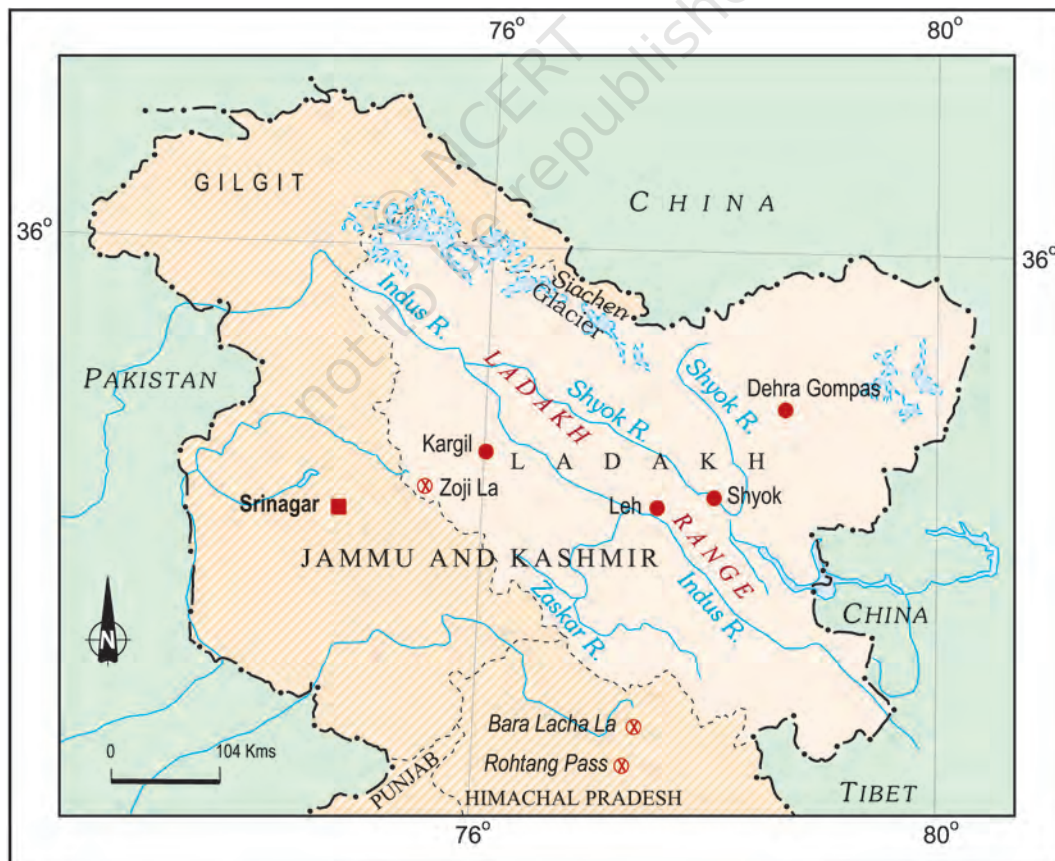 76°
80°
© NCERT
not to be republished
GILGIT
CHINA
36°
36°
Siachen
Glacier
Indus R.
PAKISTAN
LADAKH
Shyok R.
Shyok R.
Dehra Gompas
Kargil
LADAKH
Zoji La
Srinagar
Leh
Shyok
RANGE
JAMMU AND KASHMIR
Zaskar R.
Indus R.
CHINA
N
Bara Lacha La
0 104 Kms
Rohtang Pass
PUNJAB
HIMACHAL PRADESH
TIBET
76°
80°